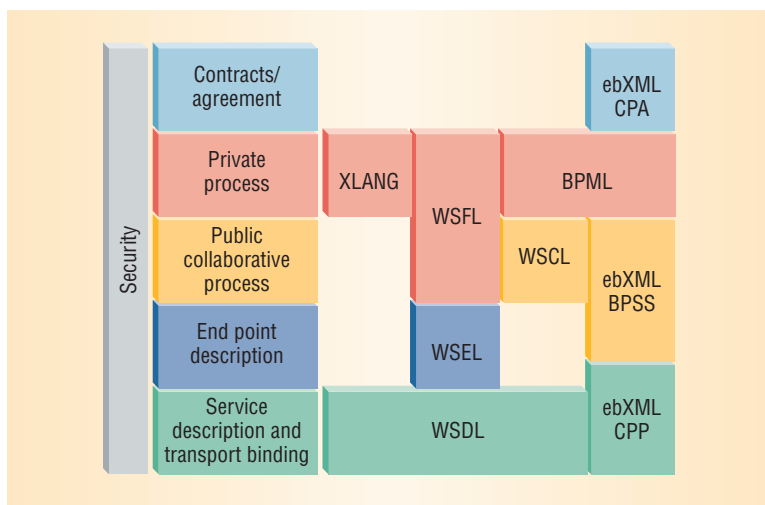 Security
Contracts/
agreement
ebXML
CPA
Private
process
XLANG
WSFL
BPML
Public
collaborative
process
WSCL
ebXML
BPSS
End point
description
WSEL
Service
description and
transport binding
WSDL
ebXML
CPP